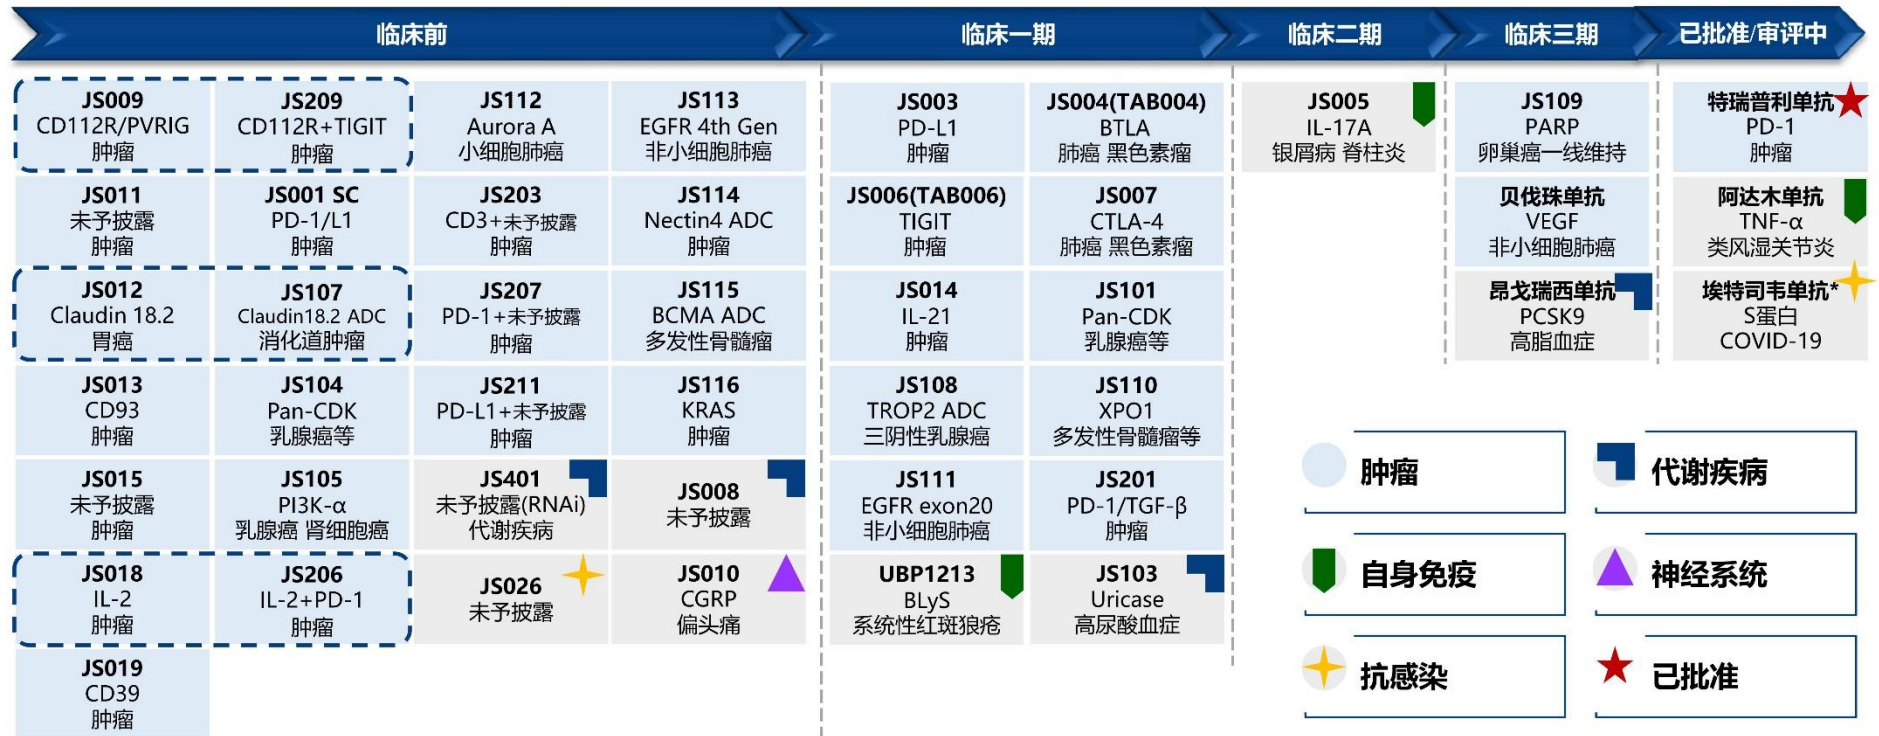 临床前
临床一期
临床二期
临床三期
已批准/审评中
JS009
CD112R/PVRIG
肿瘤
JS209
CD112R+TIGIT
肿瘤
JS112
Aurora A
小细胞肺癌
JS113
EGFR 4th Gen
非小细胞肺癌
JS011
未予披露
肿瘤
JS001 SC
PD-1/L1
肿瘤
JS203
CD3+未予披露
肿瘤
JS114
Nectin4 ADC
肿瘤
JS012
Claudin 18.2
胃癌
JS107
Claudin18.2 ADC
消化道肿瘤
JS207
PD-1+未予披露
肿瘤
JS115
BCMA ADC
多发性骨髓瘤
JS013
CD93
肿瘤
JS104
Pan-CDK
乳腺癌等
JS211
PD-L1+未予披露
肿瘤
JS116
KRAS
肿瘤
JS015
未予披露
肿瘤
JS105
PI3K-α
乳腺癌 肾细胞癌
JS401
未予披露(RNAi)
代谢疾病
JS008
未予披露
JS018
IL-2
肿瘤
JS206
IL-2+PD-1
肿瘤
JS026
未予披露
JS010
CGRP
偏头痛
JS019
CD39
肿瘤
JS003
PD-L1
肿瘤
JS004(TAB004)
BTLA
肺癌 黑色素瘤
JS006(TAB006)
TIGIT
肿瘤
JS007
CTLA-4
肺癌 黑色素瘤
JS014
IL-21
肿瘤
JS101
Pan-CDK
乳腺癌等
JS108
TROP2 ADC
三阴性乳腺癌
JS110
XPO1
多发性骨髓瘤等
JS111
EGFR exon20
非小细胞肺癌
JS201
PD-1/TGF-β
肿瘤
UBP1213
BLyS
系统性红斑狼疮
JS103
Uricase
高尿酸血症
JS005
IL-17A
银屑病 脊柱炎
JS109
PARP
卵巢癌一线维持
贝伐珠单抗
VEGF
非小细胞肺癌
昂戈瑞西单抗
PCSK9
高脂血症
特瑞普利单抗
PD-1
肿瘤
阿达木单抗
TNF-α
类风湿关节炎
埃特司韦单抗*
S蛋白
COVID-19
肿瘤
代谢疾病
自身免疫
神经系统
抗感染
已批准